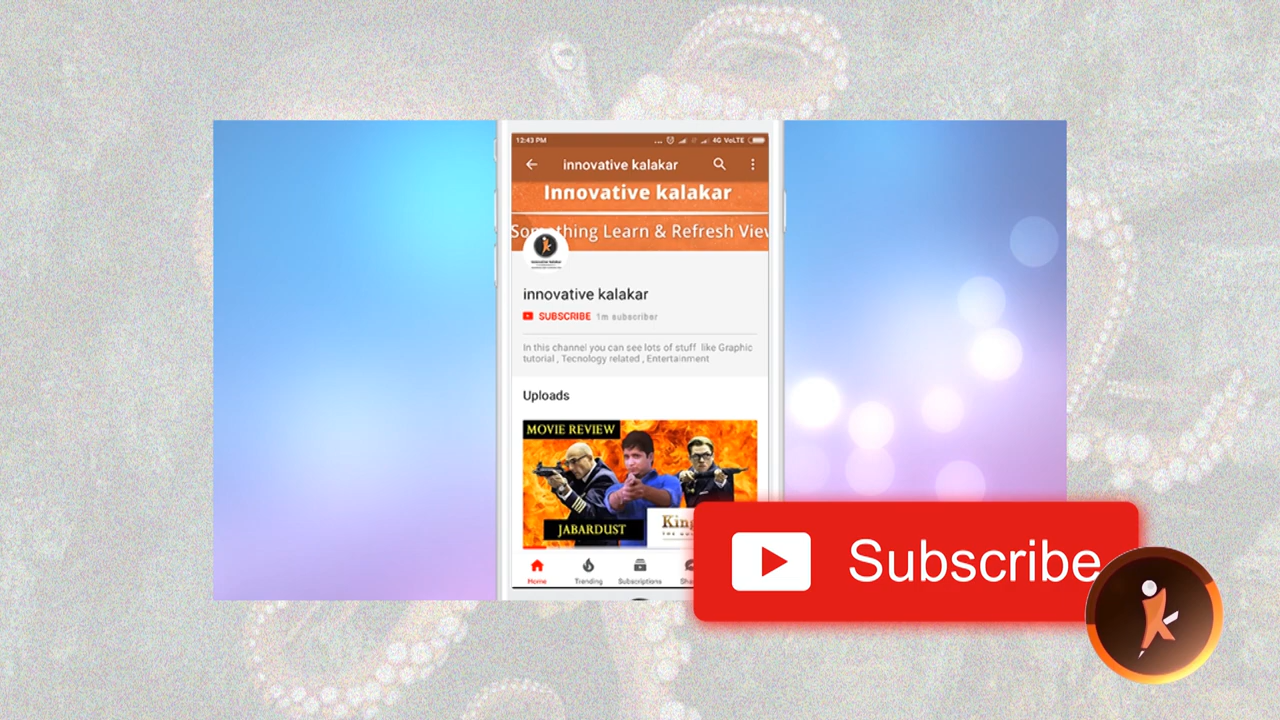 12:43 PM ... 4G VoLTE
innovative kalakar
Innovative kalakar
Something Learn & Refresh View
innovative kalakar
SUBSCRIBE 1m subscriber
In this channel you can see lots of stuff like Graphic
tutorial , Tecnology related , Entertainment
Uploads
MOVIE REVIEW
JABARDUST
King
Home Trending Subscriptions
Subscribe